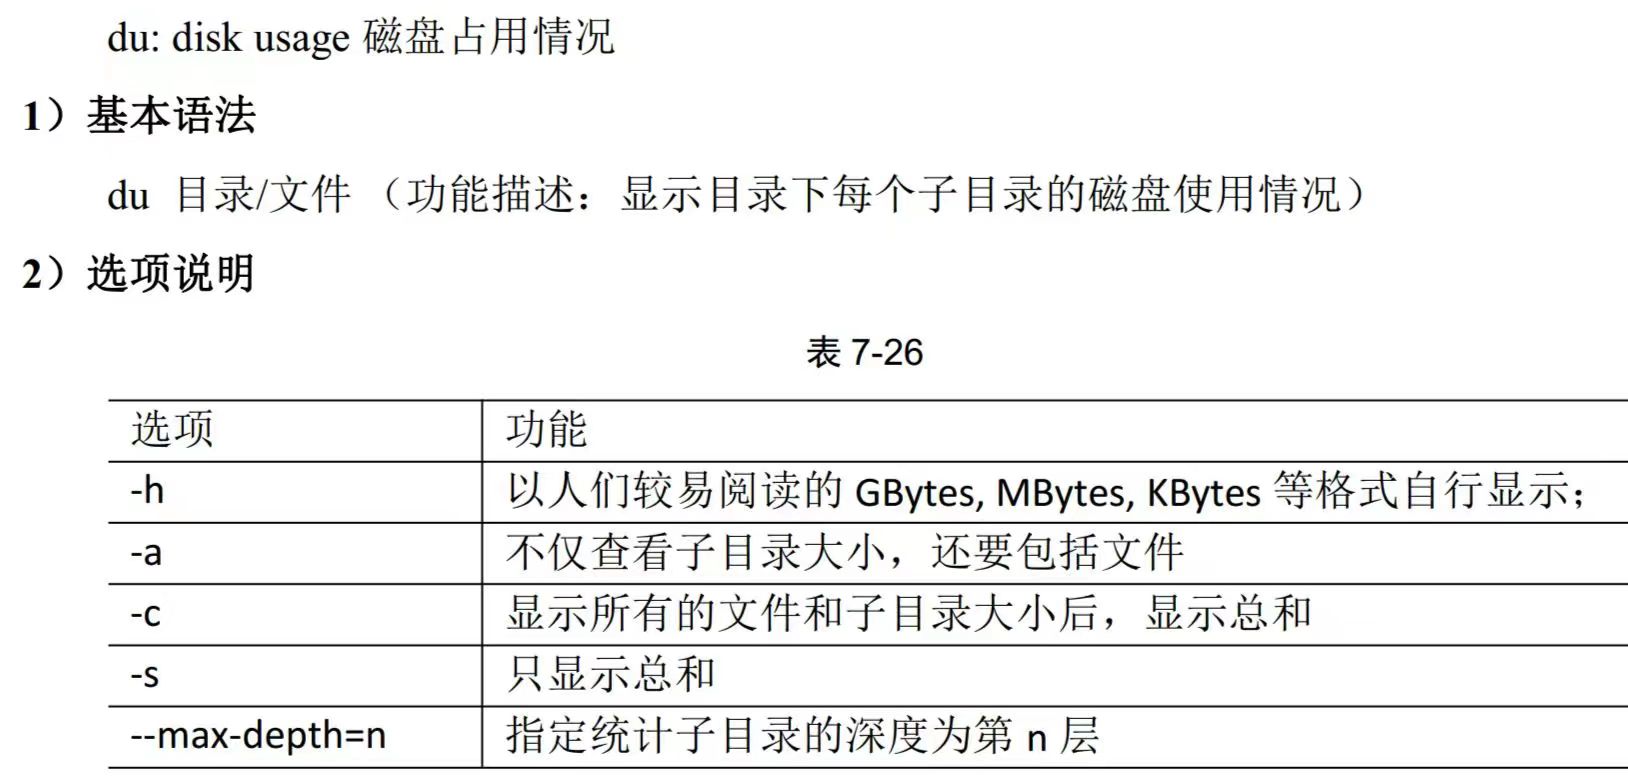 du: disk usage 磁盘占用情况
1）基本语法
du 目录/文件 （功能描述：显示目录下每个子目录的磁盘使用情况）
2）选项说明
表 7-26
选项 功能
-h 以人们较易阅读的 GBytes, MBytes, KBytes 等格式自行显示；
-a 不仅查看子目录大小，还要包括文件
-c 显示所有的文件和子目录大小后，显示总和
-s 只显示总和
--max-depth=n 指定统计子目录的深度为第 n 层